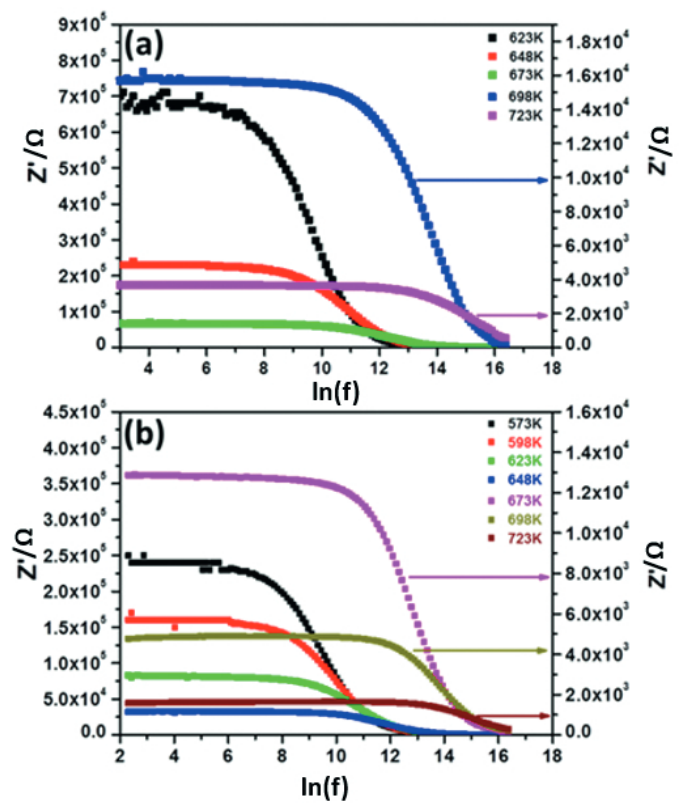 (a)
9x10⁵
8x10⁵
7x10⁵
6x10⁵
5x10⁵
4x10⁵
3x10⁵
2x10⁵
1x10⁵
0
Z'/Ω
623K
648K
673K
698K
723K
1.8x10⁴
1.6x10⁴
1.4x10⁴
1.2x10⁴
1.0x10⁴
8.0x10³
6.0x10³
4.0x10³
2.0x10³
0.0
Z'/Ω
4 6 8 10 12 14 16 18
ln(f)
(b)
4.5x10⁵
4.0x10⁵
3.5x10⁵
3.0x10⁵
2.5x10⁵
2.0x10⁵
1.5x10⁵
1.0x10⁵
5.0x10⁴
0.0
Z'/Ω
573K
598K
623K
648K
673K
698K
723K
1.6x10⁴
1.4x10⁴
1.2x10⁴
1.0x10⁴
8.0x10³
6.0x10³
4.0x10³
2.0x10³
0.0
Z'/Ω
2 4 6 8 10 12 14 16 18
ln(f)